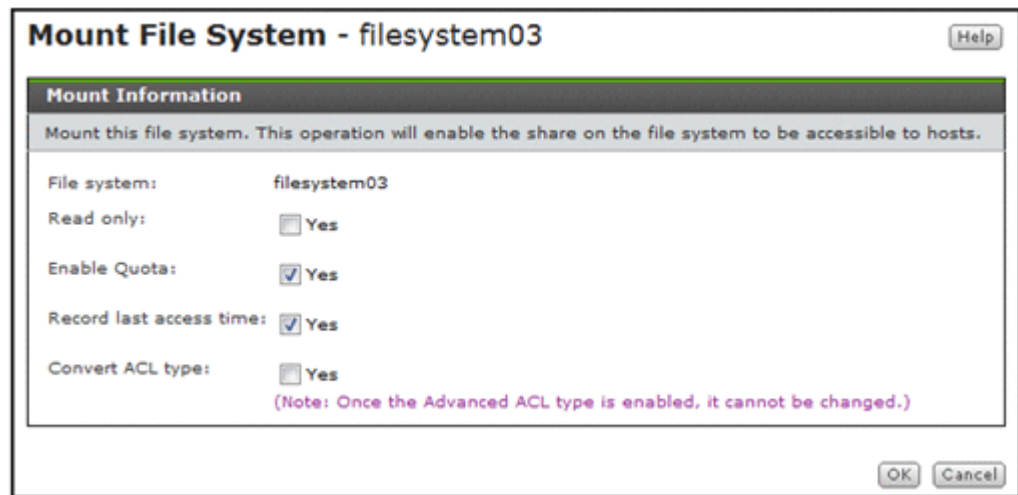 Mount File System - filesystem03
Help
Mount Information
Mount this file system. This operation will enable the share on the file system to be accessible to hosts.
File system: filesystem03
Read only: Yes
Enable Quota: Yes
Record last access time: Yes
Convert ACL type: Yes
(Note: Once the Advanced ACL type is enabled, it cannot be changed.)
OK Cancel